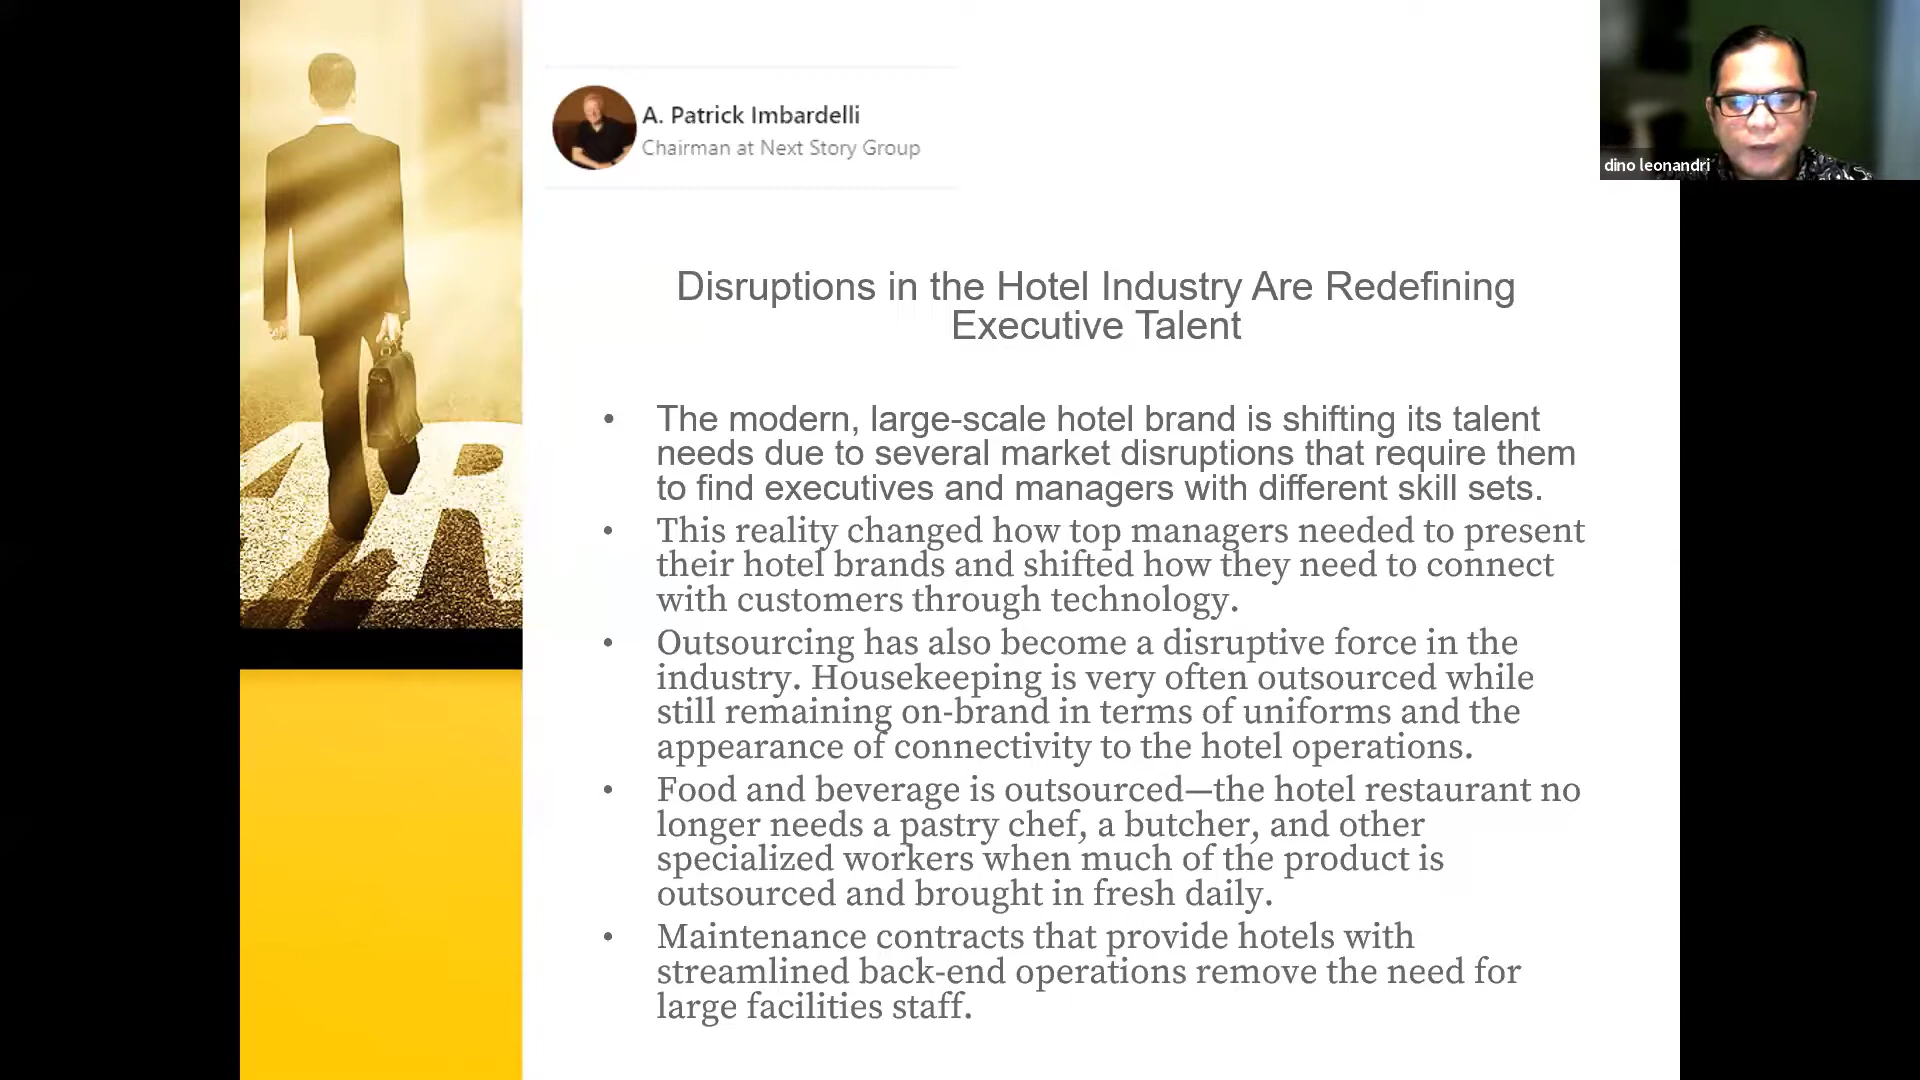 A. Patrick Imbardelli
Chairman at Next Story Group
dino leonandri
Disruptions in the Hotel Industry Are Redefining
Executive Talent
• The modern, large-scale hotel brand is shifting its talent
needs due to several market disruptions that require them
to find executives and managers with different skill sets.
• This reality changed how top managers needed to present
their hotel brands and shifted how they need to connect
with customers through technology.
• Outsourcing has also become a disruptive force in the
industry. Housekeeping is very often outsourced while
still remaining on-brand in terms of uniforms and the
appearance of connectivity to the hotel operations.
• Food and beverage is outsourced—the hotel restaurant no
longer needs a pastry chef, a butcher, and other
specialized workers when much of the product is
outsourced and brought in fresh daily.
• Maintenance contracts that provide hotels with
streamlined back-end operations remove the need for
large facilities staff.